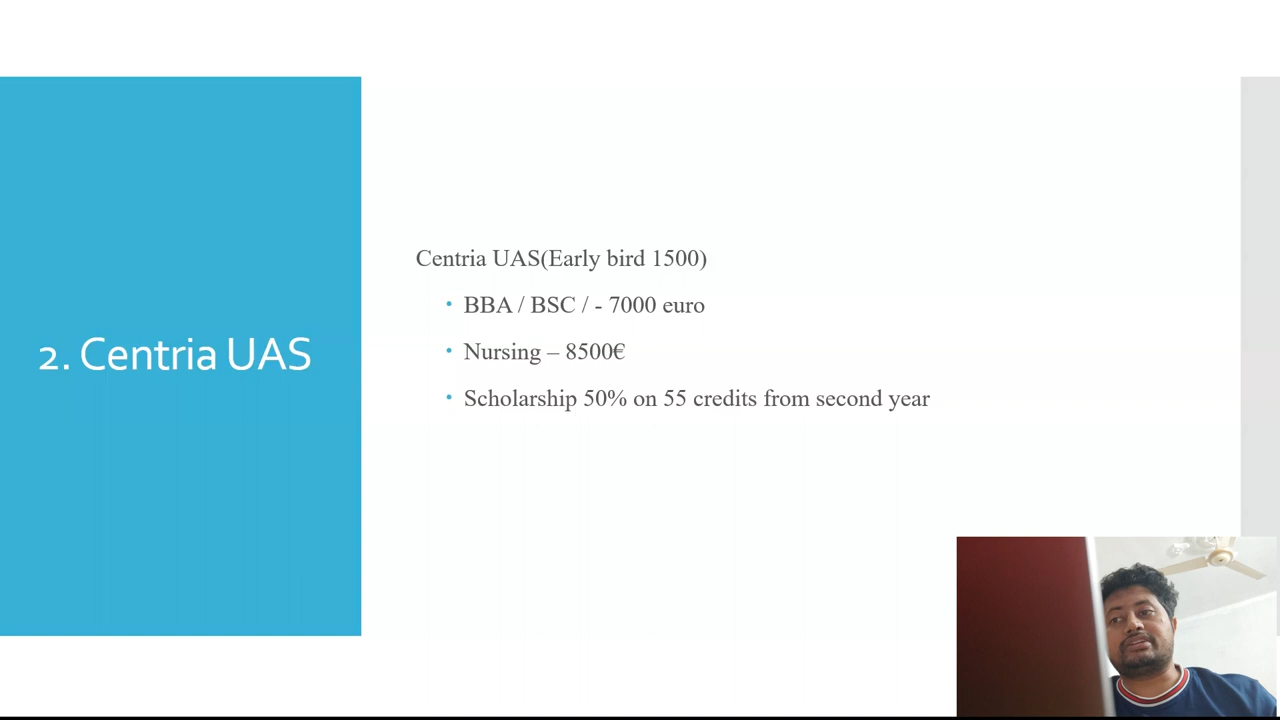 2. Centria UAS
Centria UAS(Early bird 1500)
• BBA / BSC / - 7000 euro
• Nursing – 8500€
• Scholarship 50% on 55 credits from second year